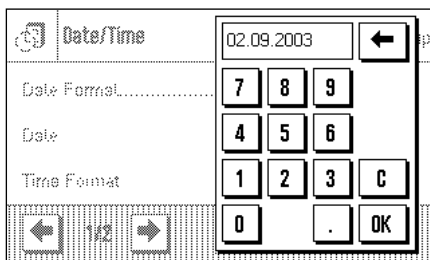 Date/Time
02.09.2003
Date Format...............
7 8 9
Date
4 5 6
Time Format
1 2 3 C
1/2
0 . OK